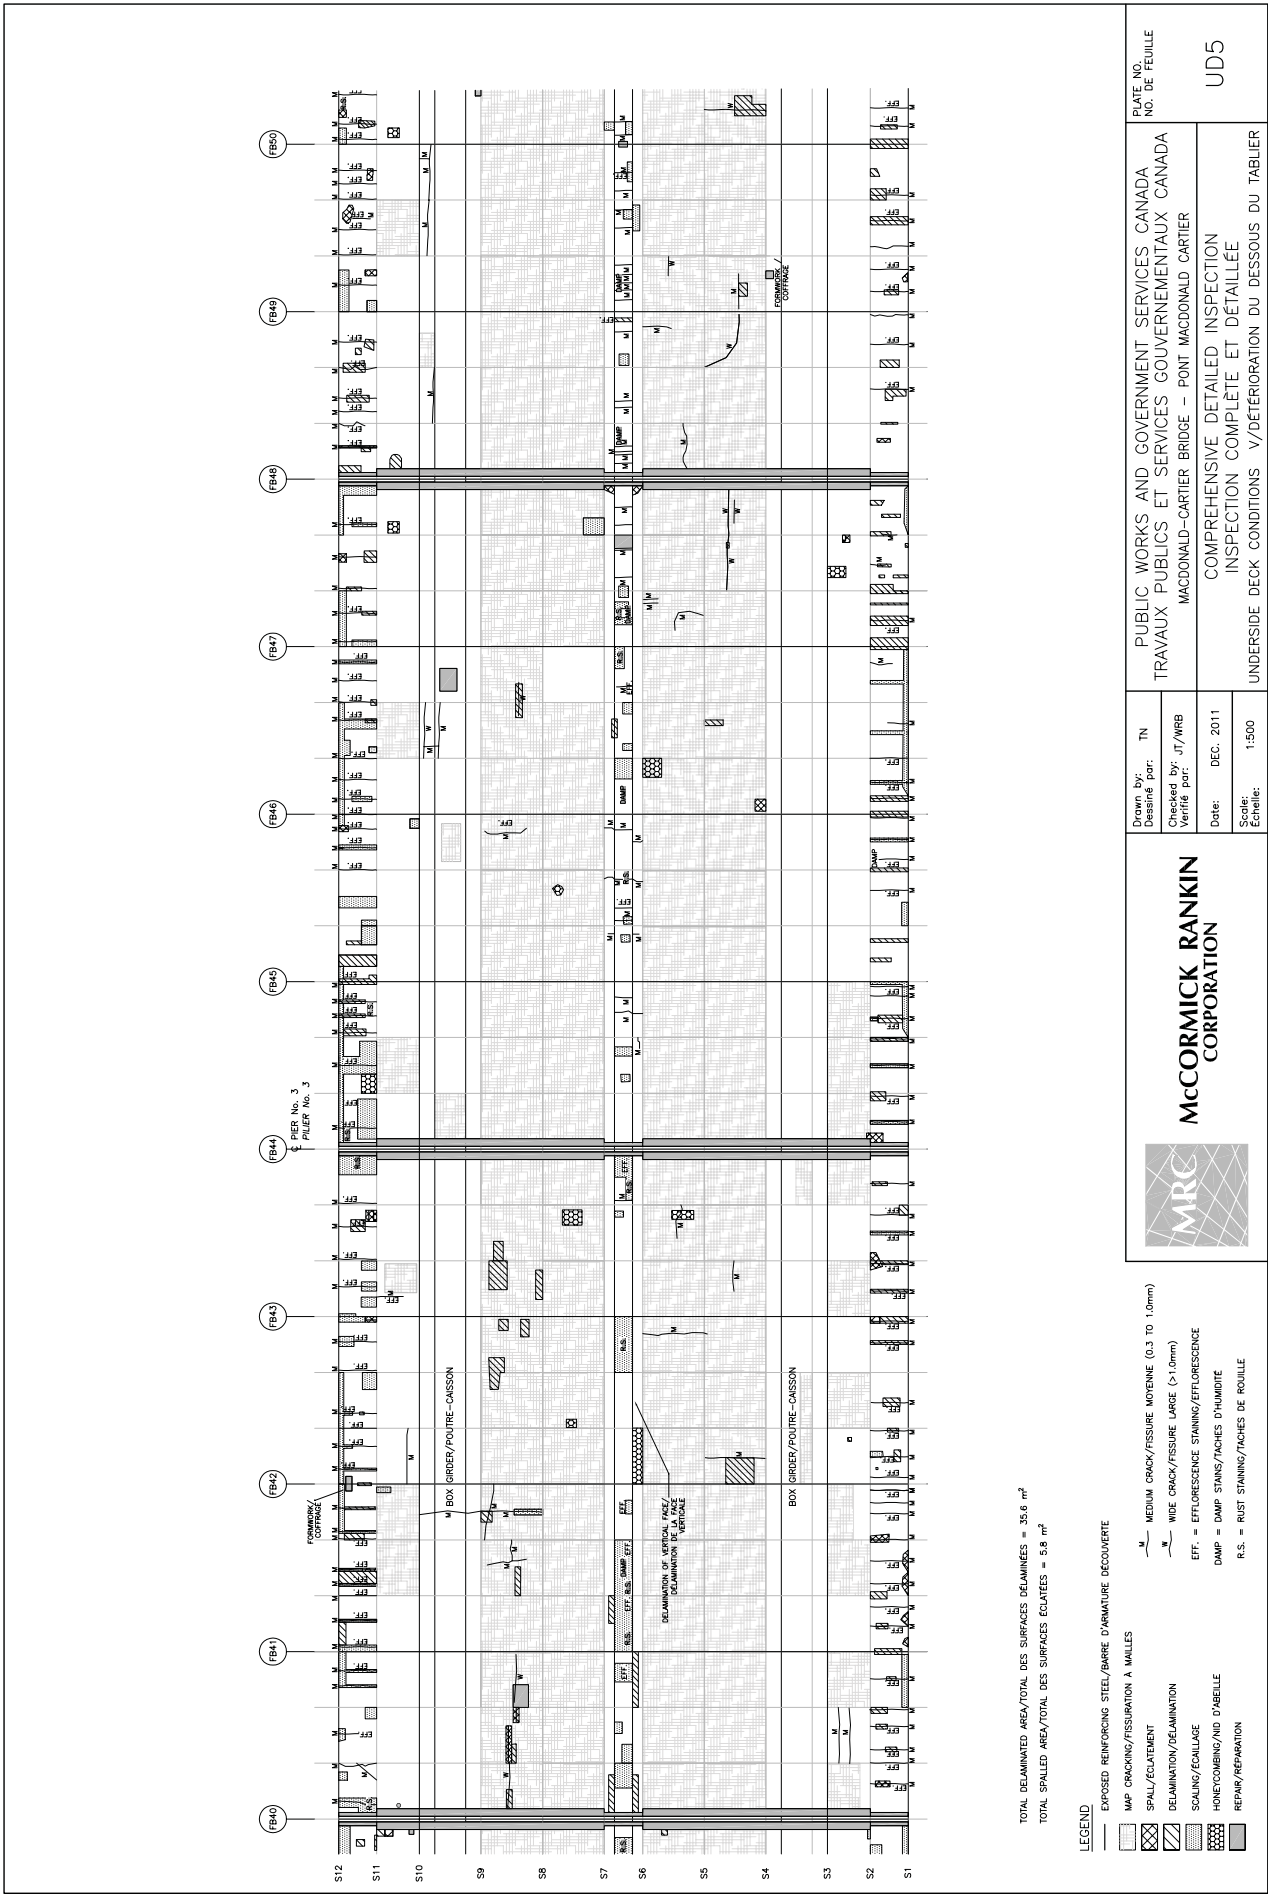 FB40
FB41
FB42
FB43
FB44
FB45
FB46
FB47
FB48
FB49
FB50
℄ PIER No. 3
PILIER No. 3
S12
S11
S10
S9
S8
S7
S6
S5
S4
S3
S2
S1
FORMWORK/
COFFRAGE
BOX GIRDER/POUTRE-CAISSON
DELAMINATION OF VERTICAL FACE/
DÉLAMINATION DE LA FACE
VERTICALE
BOX GIRDER/POUTRE-CAISSON
FORMWORK/
COFFRAGE
M
W
EFF.
R.S.
DAMP
TOTAL DELAMINATED AREA/TOTAL DES SURFACES DÉLAMINÉES = 35.6 m²
TOTAL SPALLED AREA/TOTAL DES SURFACES ÉCLATÉES = 5.8 m²
LEGEND
EXPOSED REINFORCING STEEL/BARRE D'ARMATURE DÉCOUVERTE
MAP CRACKING/FISSURATION À MAILLES
SPALL/ÉCLATEMENT
DELAMINATION/DÉLAMINATION
SCALING/ÉCAILLAGE
HONEYCOMBING/NID D'ABEILLE
REPAIR/RÉPARATION
M MEDIUM CRACK/FISSURE MOYENNE (0.3 TO 1.0mm)
W WIDE CRACK/FISSURE LARGE (>1.0mm)
EFF. = EFFLORESCENCE STAINING/EFFLORESCENCE
DAMP = DAMP STAINS/TACHES D'HUMIDITÉ
R.S. = RUST STAINING/TACHES DE ROUILLE
MRC
McCORMICK RANKIN
CORPORATION
Drawn by: TN
Dessiné par:
Checked by: JT/WRB
Vérifié par:
Date: DEC. 2011
Scale: 1:500
Échelle:
PUBLIC WORKS AND GOVERNMENT SERVICES CANADA
TRAVAUX PUBLICS ET SERVICES GOUVERNEMENTAUX CANADA
MACDONALD-CARTIER BRIDGE - PONT MACDONALD CARTIER
COMPREHENSIVE DETAILED INSPECTION
INSPECTION COMPLÈTE ET DÉTAILLÉE
UNDERSIDE DECK CONDITIONS V/DÉTÉRIORATION DU DESSOUS DU TABLIER
PLATE NO.
NO. DE FEUILLE
UD5